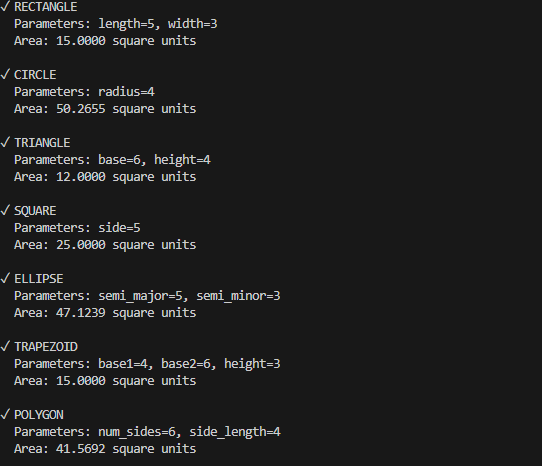 ✓ RECTANGLE
Parameters: length=5, width=3
Area: 15.0000 square units
✓ CIRCLE
Parameters: radius=4
Area: 50.2655 square units
✓ TRIANGLE
Parameters: base=6, height=4
Area: 12.0000 square units
✓ SQUARE
Parameters: side=5
Area: 25.0000 square units
✓ ELLIPSE
Parameters: semi_major=5, semi_minor=3
Area: 47.1239 square units
✓ TRAPEZOID
Parameters: base1=4, base2=6, height=3
Area: 15.0000 square units
✓ POLYGON
Parameters: num_sides=6, side_length=4
Area: 41.5692 square units